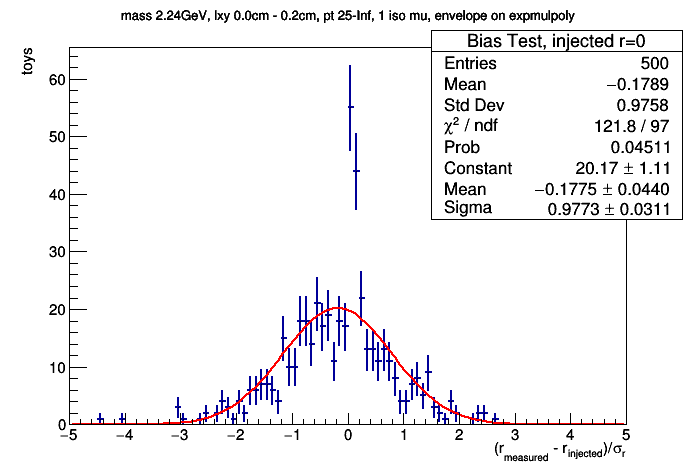 mass 2.24GeV, lxy 0.0cm - 0.2cm, pt 25-Inf, 1 iso mu, envelope on expmulpoly
Bias Test, injected r=0
Entries 500
Mean −0.1789
Std Dev 0.9758
χ² / ndf 121.8 / 97
Prob 0.04511
Constant 20.17 ± 1.11
Mean −0.1775 ± 0.0440
Sigma 0.9773 ± 0.0311
toys
60
50
40
30
20
10
0
−5 −4 −3 −2 −1 0 1 2 3 4 5
(r_measured - r_injected)/σ_r